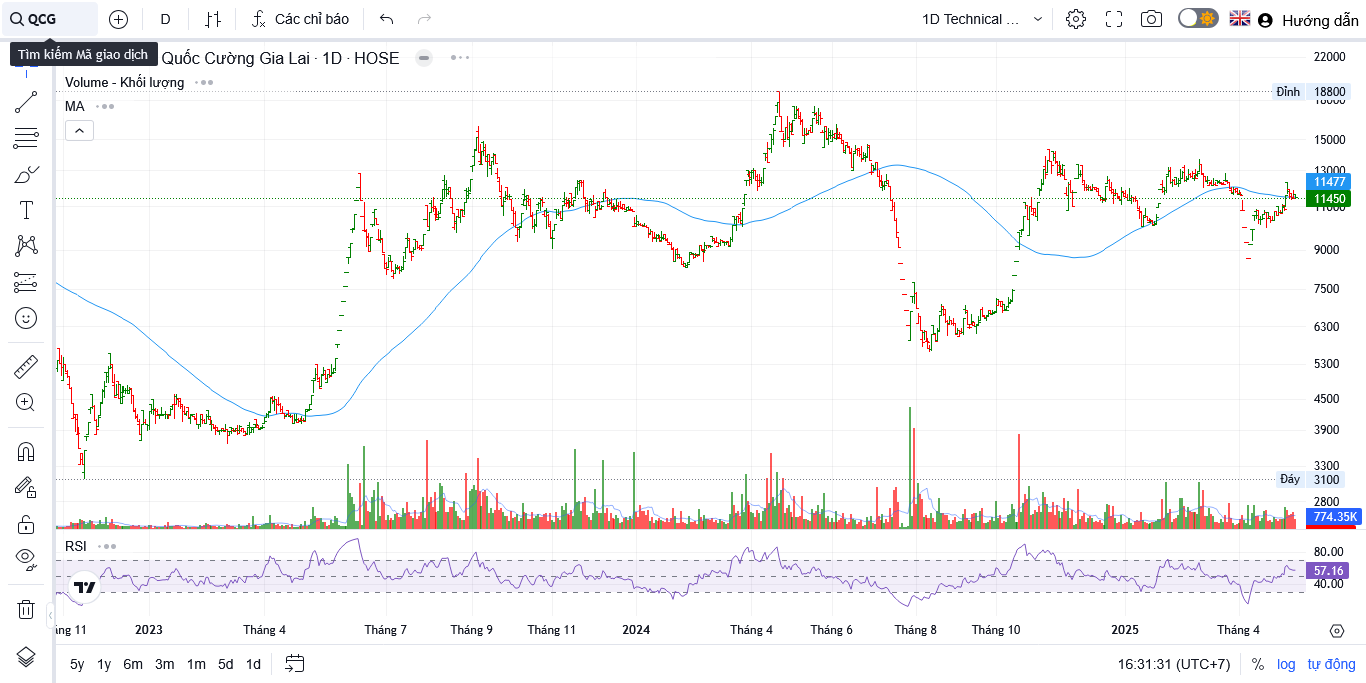 QCG
D
Các chỉ báo
1D Technical ...
Hướng dẫn
Tìm kiếm Mã giao dịch
Quốc Cường Gia Lai · 1D · HOSE
Volume - Khối lượng
MA
22000
Đỉnh 18800
18000
15000
13000
11477
11450
11000
9000
7500
6300
5300
4500
3900
3300
Đáy 3100
2800
774.35K
RSI
80.00
57.16
40.00
ng 11 2023 Tháng 4 Tháng 7 Tháng 9 Tháng 11 2024 Tháng 4 Tháng 6 Tháng 8 Tháng 10 2025 Tháng 4
5y 1y 6m 3m 1m 5d 1d
16:31:31 (UTC+7) % log tự động